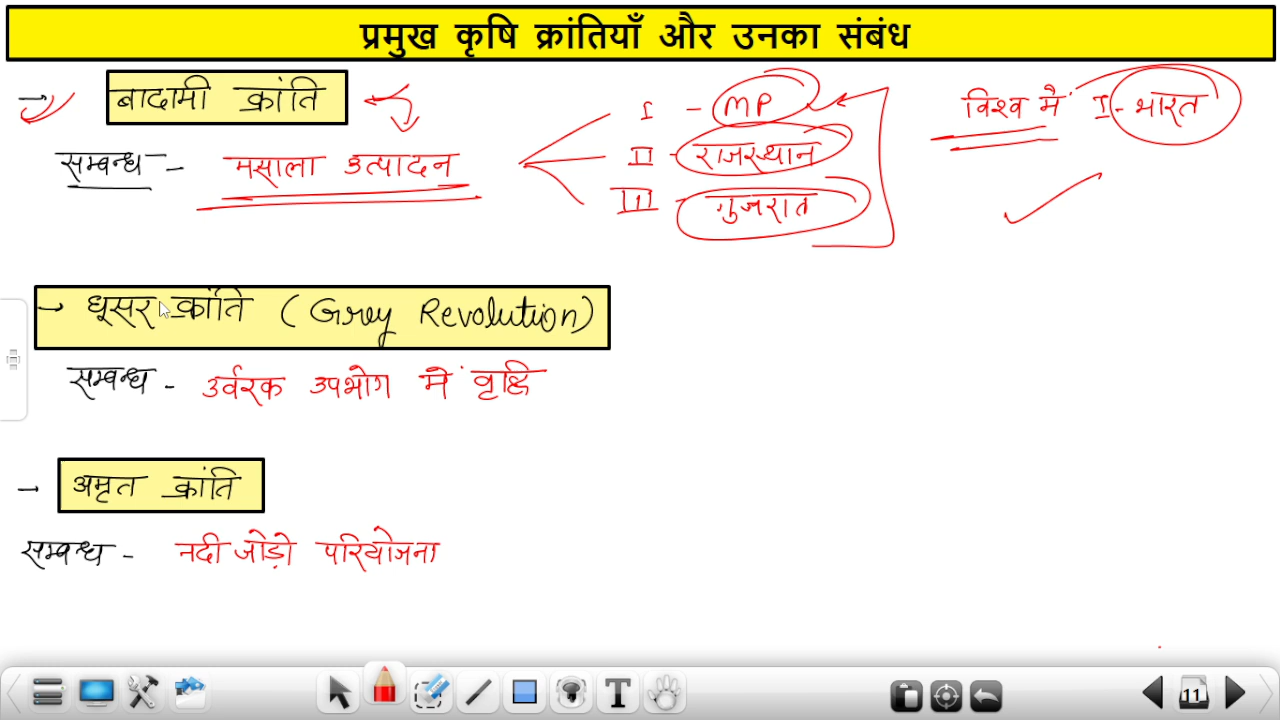 प्रमुख कृषि क्रांतियाँ और उनका संबंध
→ बादामी क्रांति
सम्बन्ध - मसाला उत्पादन
I - MP
II - राजस्थान
III गुजरात
विश्व में I - भारत
→ धूसर क्रांति (Grey Revolution)
सम्बन्ध - उर्वरक उपभोग में वृद्धि
→ अमृत क्रांति
सम्बन्ध - नदी जोड़ो परियोजना
T
11